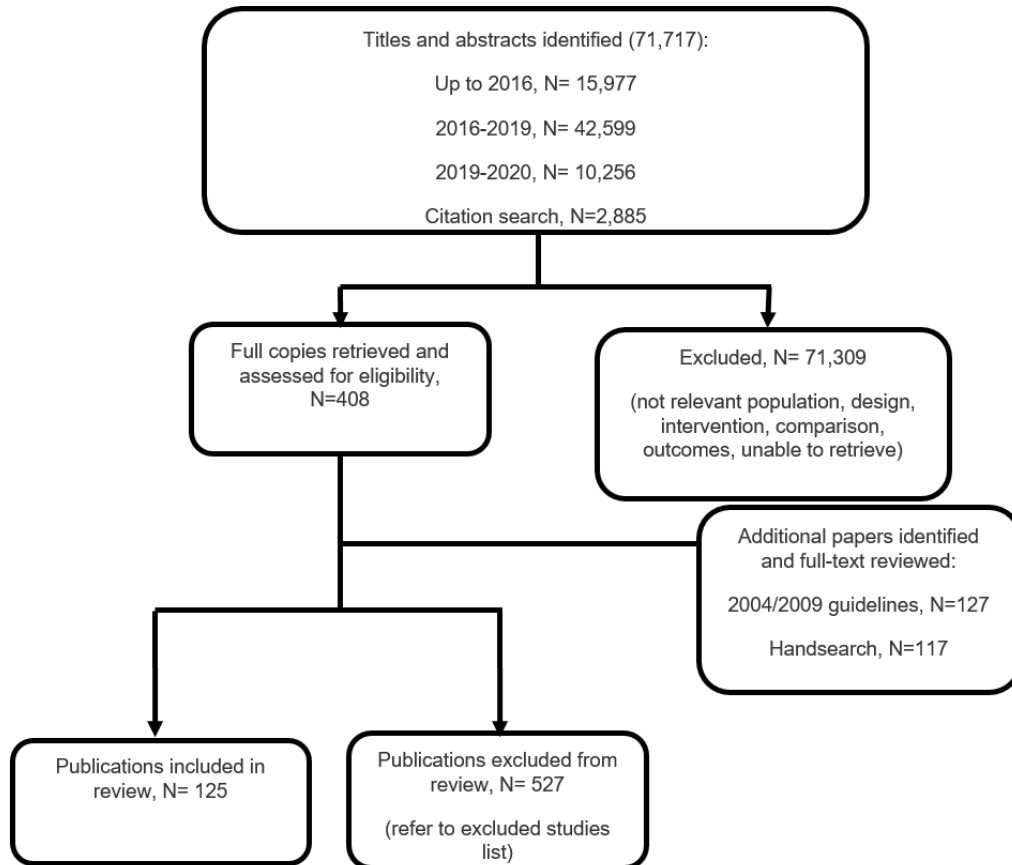 Titles and abstracts identified (71,717):
Up to 2016, N= 15,977
2016-2019, N= 42,599
2019-2020, N= 10,256
Citation search, N=2,885
Full copies retrieved and
assessed for eligibility,
N=408
Excluded, N= 71,309
(not relevant population, design,
intervention, comparison,
outcomes, unable to retrieve)
Additional papers identified
and full-text reviewed:
2004/2009 guidelines, N=127
Handsearch, N=117
Publications included in
review, N= 125
Publications excluded from
review, N= 527
(refer to excluded studies
list)